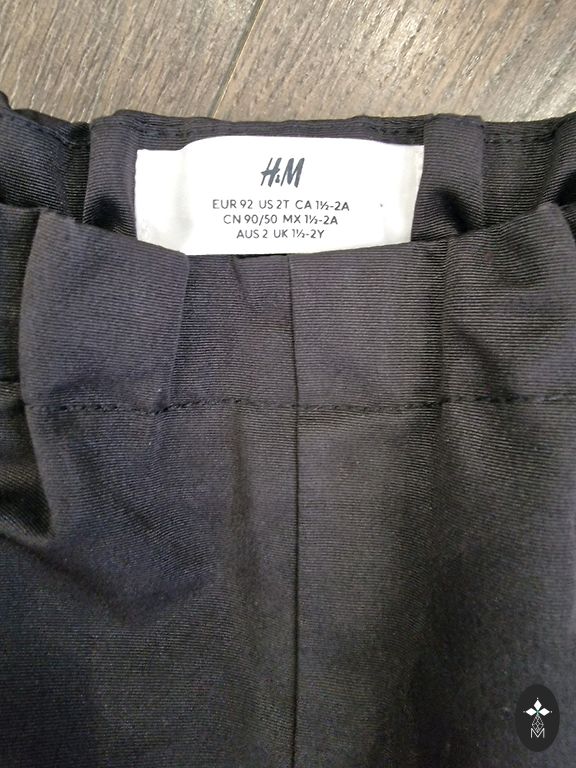 H&M
EUR 92 US 2T CA 1½-2A
CN 90/50 MX 1½-2A
AUS 2 UK 1½-2Y
M